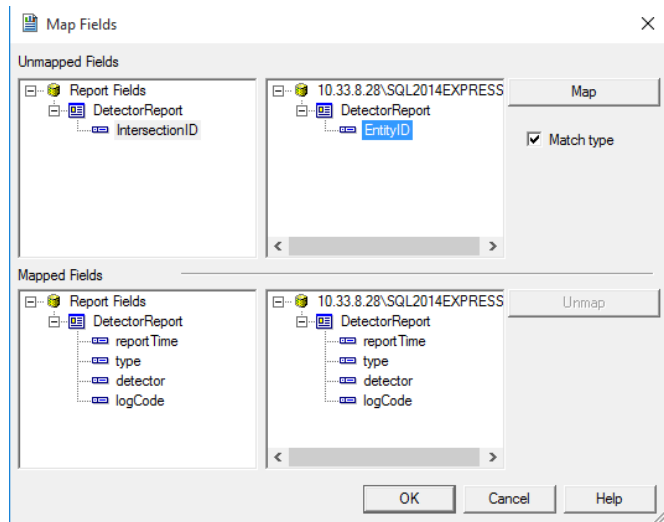 Map Fields
Unmapped Fields
Report Fields
DetectorReport
IntersectionID
10.33.8.28\SQL2014EXPRESS
DetectorReport
EntityID
Map
Match type
Mapped Fields
Report Fields
DetectorReport
reportTime
type
detector
logCode
10.33.8.28\SQL2014EXPRESS
DetectorReport
reportTime
type
detector
logCode
Unmap
OK
Cancel
Help